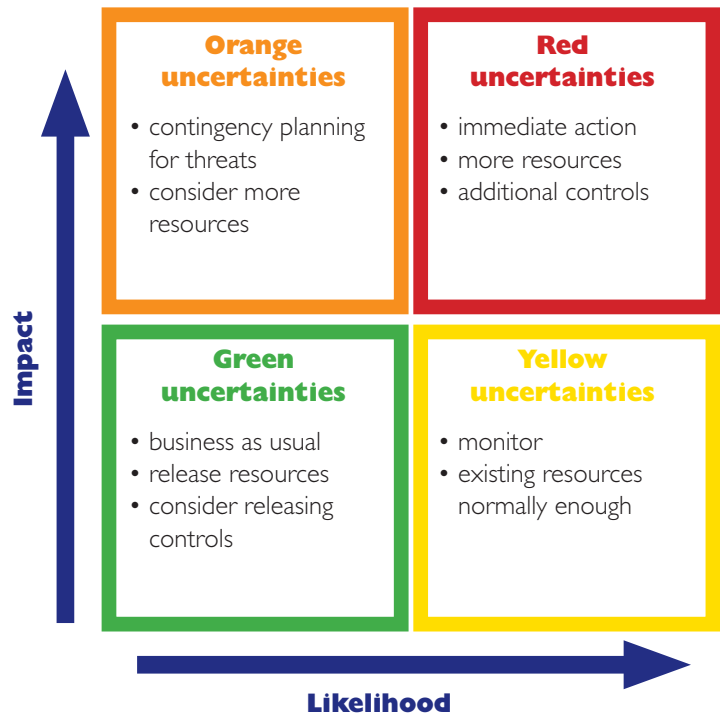 Orange
uncertainties
• contingency planning
for threats
• consider more
resources
Red
uncertainties
• immediate action
• more resources
• additional controls
Impact
Green
uncertainties
• business as usual
• release resources
• consider releasing
controls
Yellow
uncertainties
• monitor
• existing resources
normally enough
Likelihood